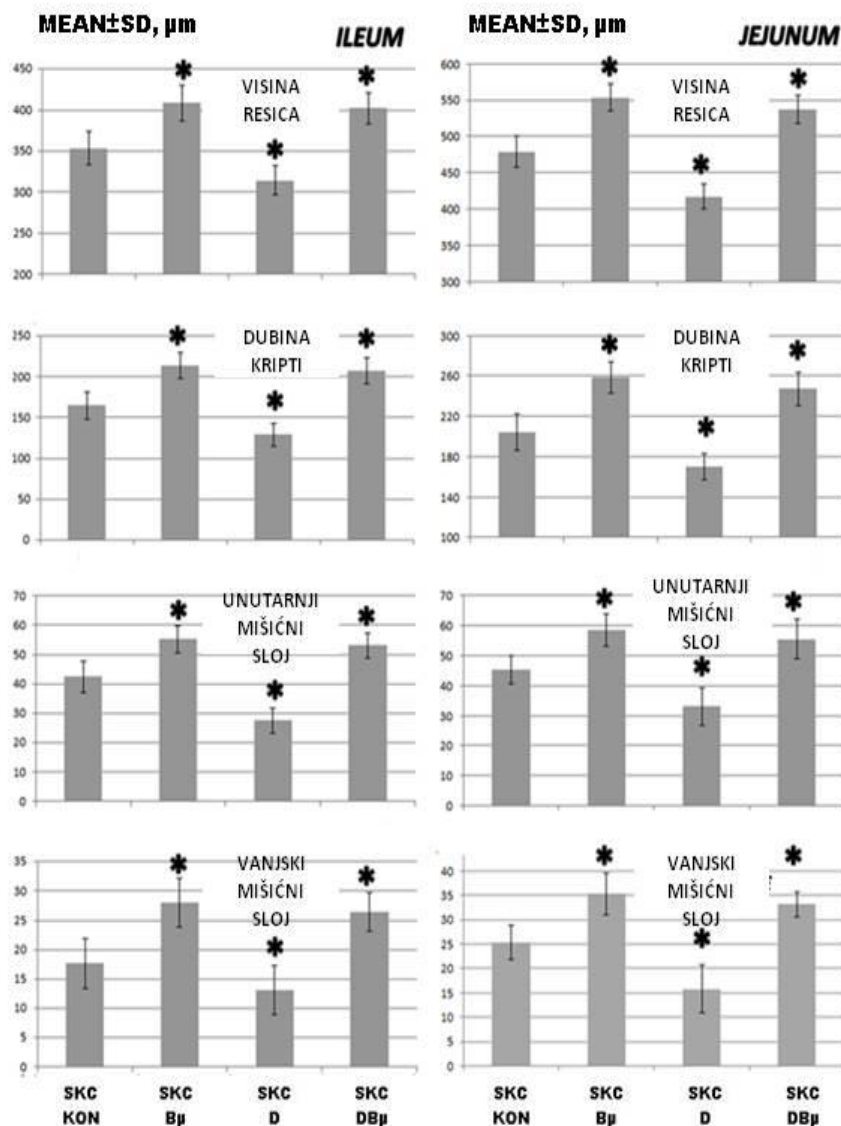 MEAN±SD, µm
ILEUM
450
400
350
300
250
200
VISINA
RESICA
*
*
*
250
200
150
100
50
0
DUBINA
KRIPTI
*
*
*
70
60
50
40
30
20
10
0
UNUTARNJI
MIŠIĆNI
SLOJ
*
*
*
35
30
25
20
15
10
5
0
VANJSKI
MIŠIĆNI
SLOJ
*
*
*
SKC
KON
SKC
Bµ
SKC
D
SKC
DBµ
MEAN±SD, µm
JEJUNUM
600
550
500
450
400
350
300
VISINA
RESICA
*
*
*
300
260
220
180
140
100
DUBINA
KRIPTI
*
*
*
70
60
50
40
30
20
10
0
UNUTARNJI
MIŠIĆNI
SLOJ
*
*
*
40
35
30
25
20
15
10
5
0
VANJSKI
MIŠIĆNI
SLOJ
*
*
*
SKC
KON
SKC
Bµ
SKC
D
SKC
DBµ